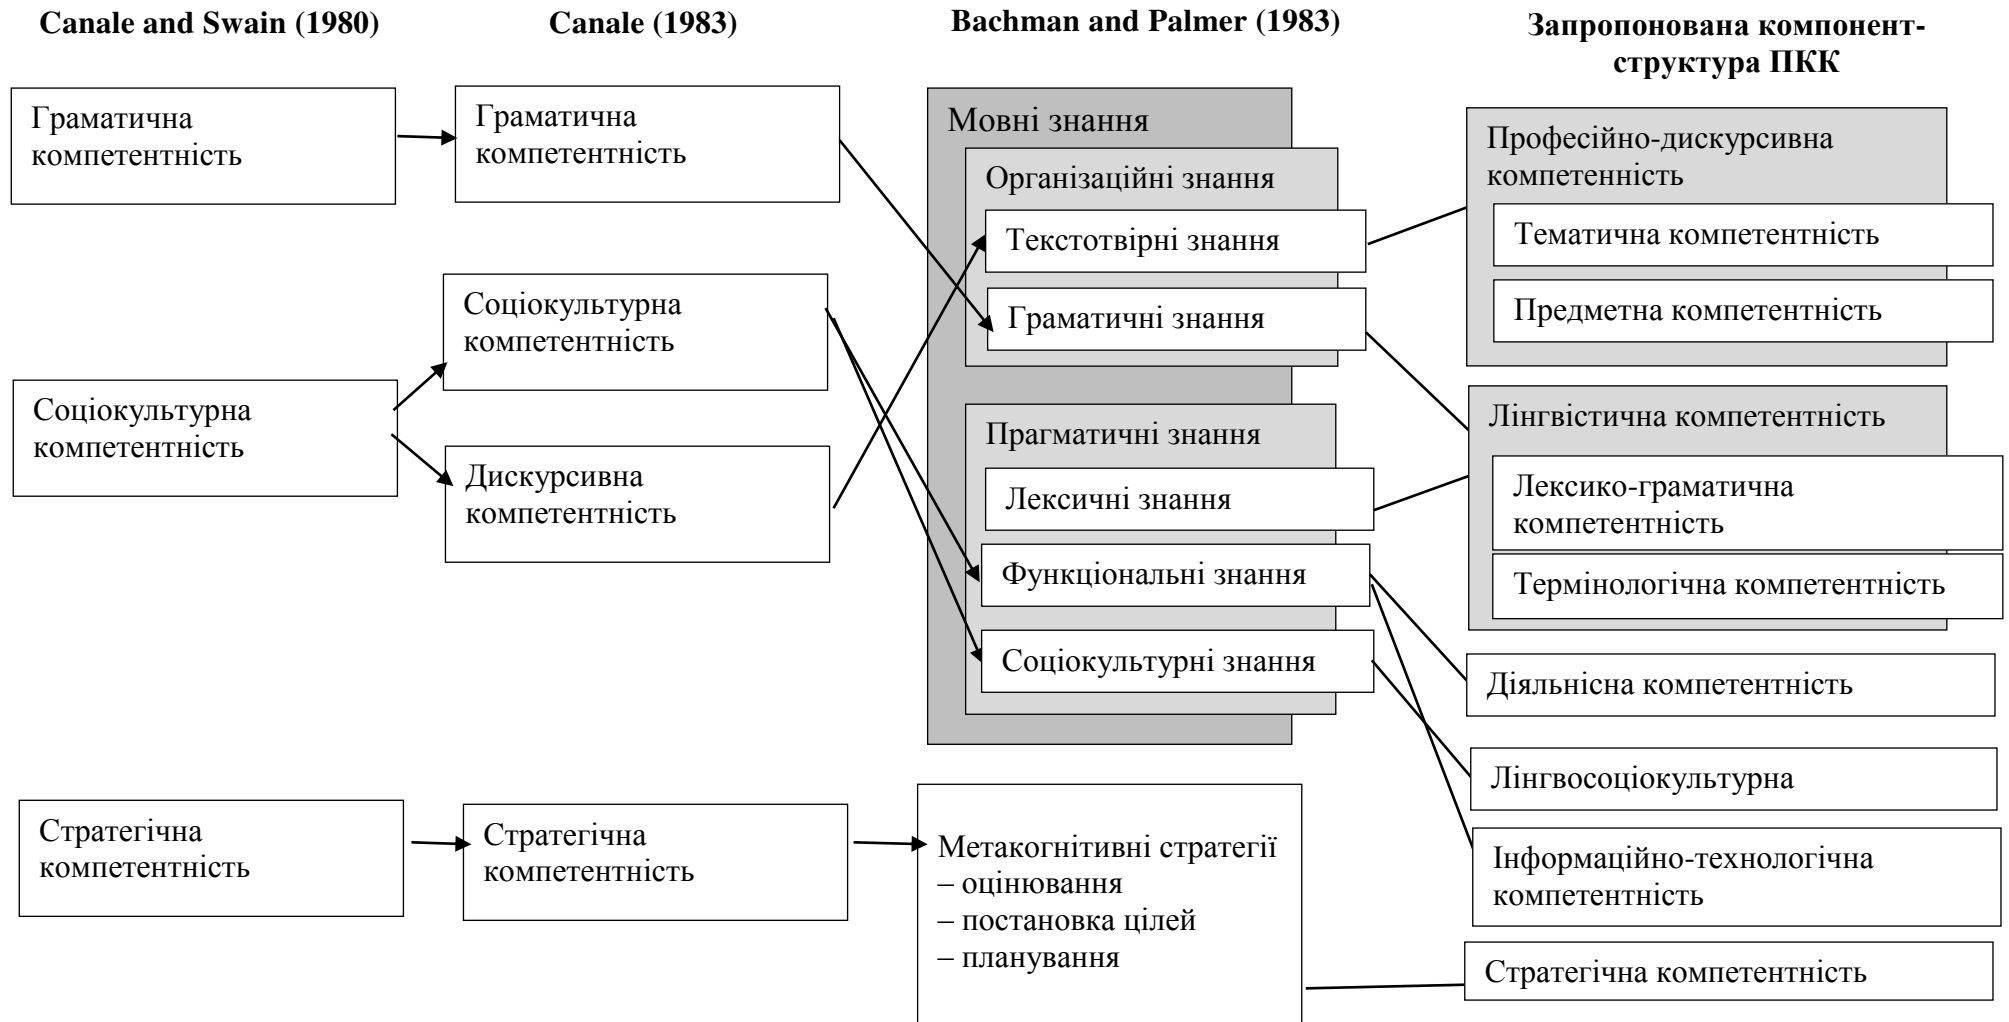 Canale and Swain (1980)
Canale (1983)
Bachman and Palmer (1983)
Запропонована компонент-
структура ПКК
Граматична
компетентність
Соціокультурна
компетентність
Стратегічна
компетентність
Граматична
компетентність
Соціокультурна
компетентність
Дискурсивна
компетентність
Стратегічна
компетентність
Мовні знання
Організаційні знання
Текстотвірні знання
Граматичні знання
Прагматичні знання
Лексичні знання
Функціональні знання
Соціокультурні знання
Метакогнітивні стратегії
– оцінювання
– постановка цілей
– планування
Професійно-дискурсивна
компетенність
Тематична компетентність
Предметна компетентність
Лінгвістична компетентність
Лексико-граматична
компетентність
Термінологічна компетентність
Діяльнісна компетентність
Лінгвосоціокультурна
Інформаційно-технологічна
компетентність
Стратегічна компетентність